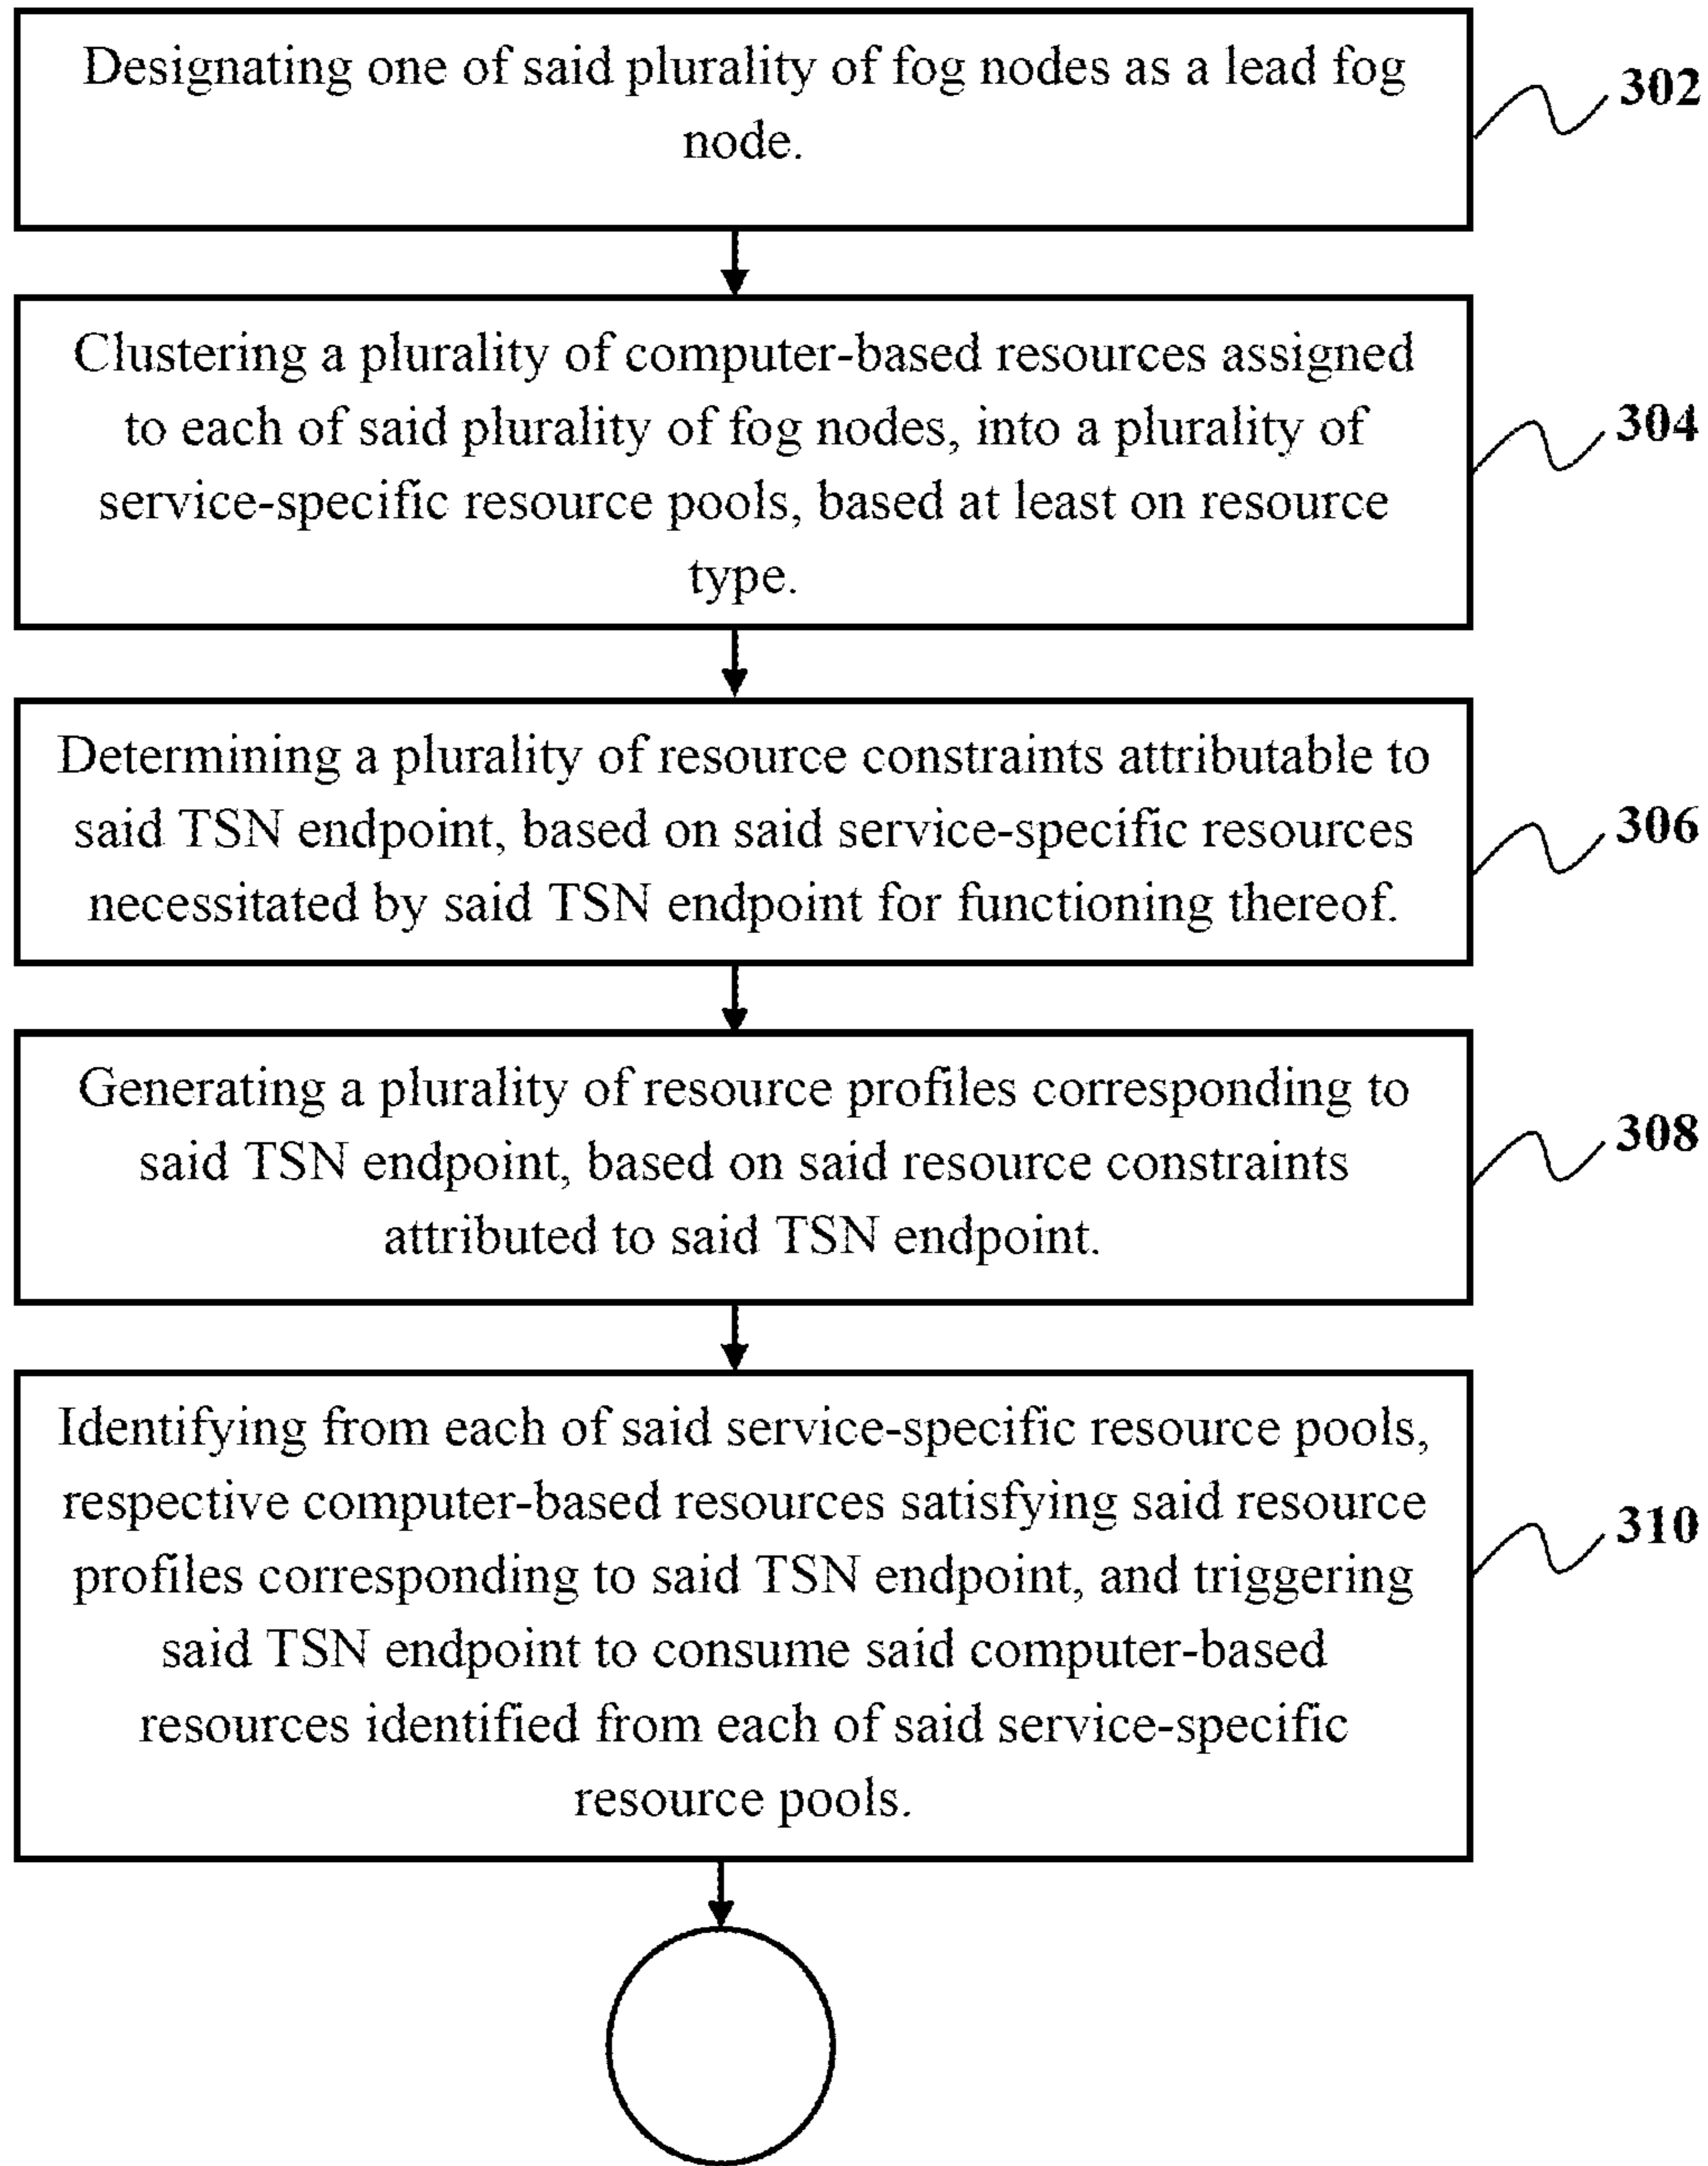 Designating one of said plurality of fog nodes as a lead fog
node.
302
Clustering a plurality of computer-based resources assigned
to each of said plurality of fog nodes, into a plurality of
service-specific resource pools, based at least on resource
type.
304
Determining a plurality of resource constraints attributable to
said TSN endpoint, based on said service-specific resources
necessitated by said TSN endpoint for functioning thereof.
306
Generating a plurality of resource profiles corresponding to
said TSN endpoint, based on said resource constraints
attributed to said TSN endpoint.
308
Identifying from each of said service-specific resource pools,
respective computer-based resources satisfying said resource
profiles corresponding to said TSN endpoint, and triggering
said TSN endpoint to consume said computer-based
resources identified from each of said service-specific
resource pools.
310